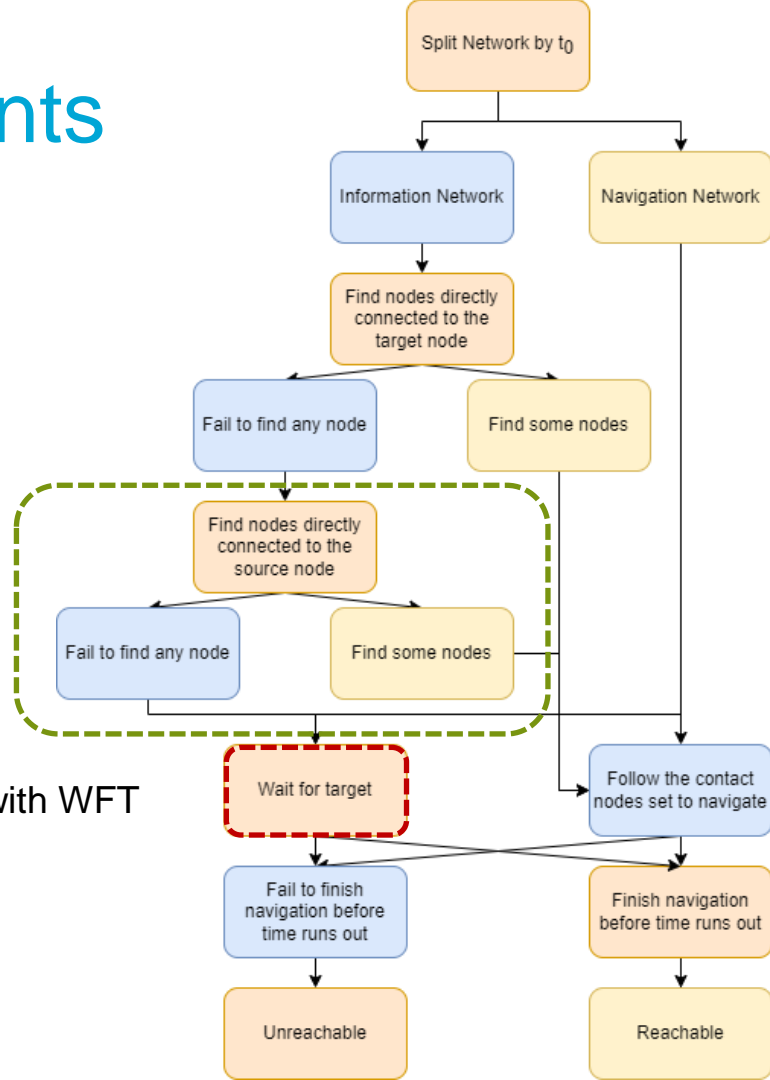 Split Network by t0
nts
Information Network
Navigation Network
Find nodes directly
connected to the
target node
Fail to find any node
Find some nodes
Find nodes directly
connected to the
source node
Fail to find any node
Find some nodes
with WFT
Wait for target
Follow the contact
nodes set to navigate
Fail to finish
navigation before
time runs out
Finish navigation
before time runs out
Unreachable
Reachable